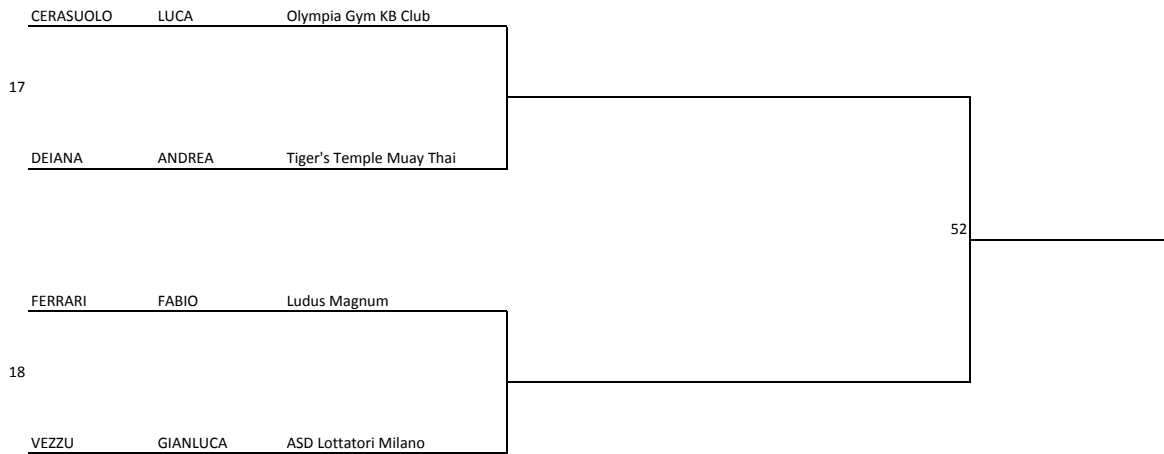 CERASUOLO LUCA Olympia Gym KB Club
17
DEIANA ANDREA Tiger's Temple Muay Thai
52
FERRARI FABIO Ludus Magnum
18
VEZZU GIANLUCA ASD Lottatori Milano